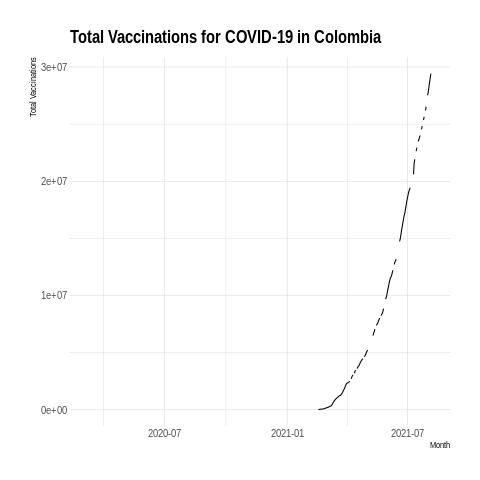 Total Vaccinations for COVID-19 in Colombia
Total Vaccinations
3e+07
2e+07
1e+07
0e+00
2020-07 2021-01 2021-07
Month